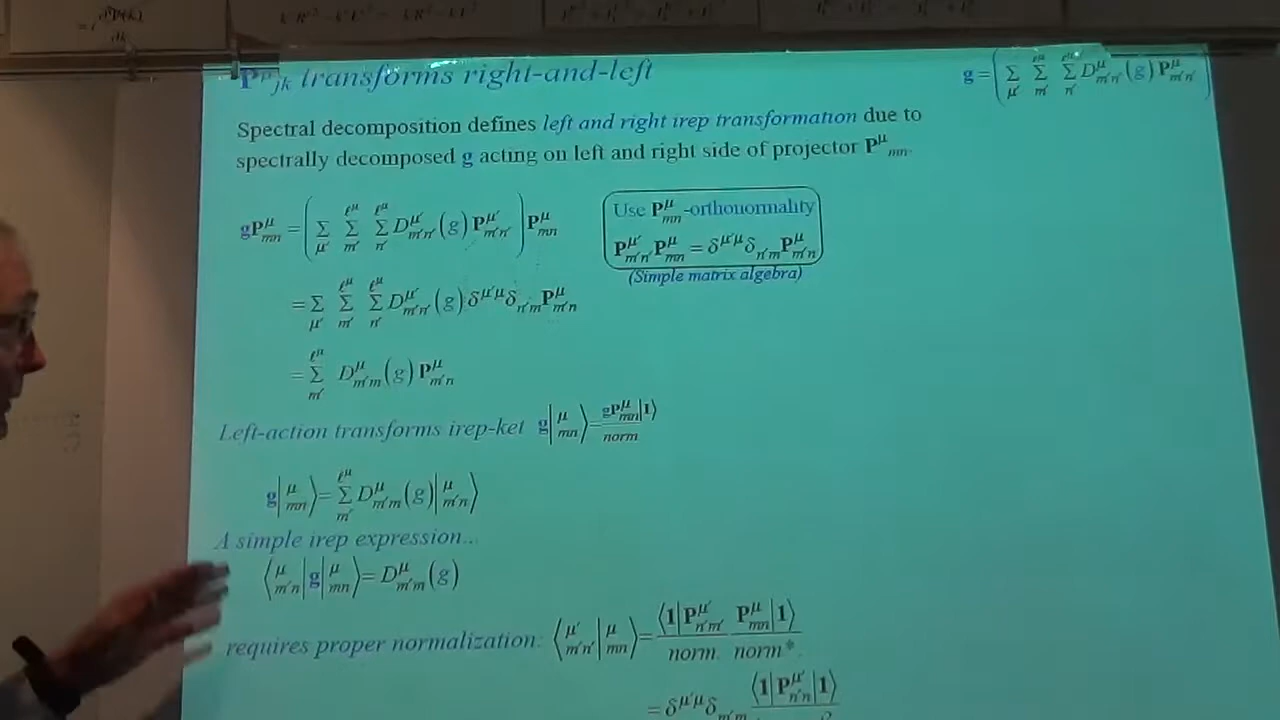 P^μ_jk transforms right-and-left
g = ( Σ_μ′ Σ_m′^ℓ^μ Σ_n′^ℓ^μ D^μ′_m′n′(g) P^μ′_m′n′ )
Spectral decomposition defines left and right irep transformation due to
spectrally decomposed g acting on left and right side of projector P^μ_mn.
gP^μ_mn = ( Σ_μ′ Σ_m′^ℓ^μ Σ_n′^ℓ^μ D^μ′_m′n′(g) P^μ′_m′n′ ) P^μ_mn
Use P^μ_mn-orthonormality
P^μ′_m′n′ P^μ_mn = δ^μ′μ δ_n′m P^μ_m′n
(Simple matrix algebra)
= Σ_μ′ Σ_m′^ℓ^μ Σ_n′^ℓ^μ D^μ′_m′n′(g) δ^μ′μ δ_n′m P^μ_m′n
= Σ_m′^ℓ^μ D^μ_m′m(g) P^μ_m′n
Left-action transforms irep-ket g|μ mn⟩ = gP^μ_mn|1⟩ / norm
g|μ mn⟩ = Σ_m′^ℓ^μ D^μ_m′m(g) |μ m′n⟩
A simple irep expression...
⟨μ m′n|g|μ mn⟩ = D^μ_m′m(g)
requires proper normalization: ⟨μ′ m′n′|μ mn⟩ = ⟨1|P^μ′_n′m′ P^μ_mn|1⟩ / norm. norm*.
= δ^μ′μ δ_m′m ⟨1|P^μ′_n′n|1⟩